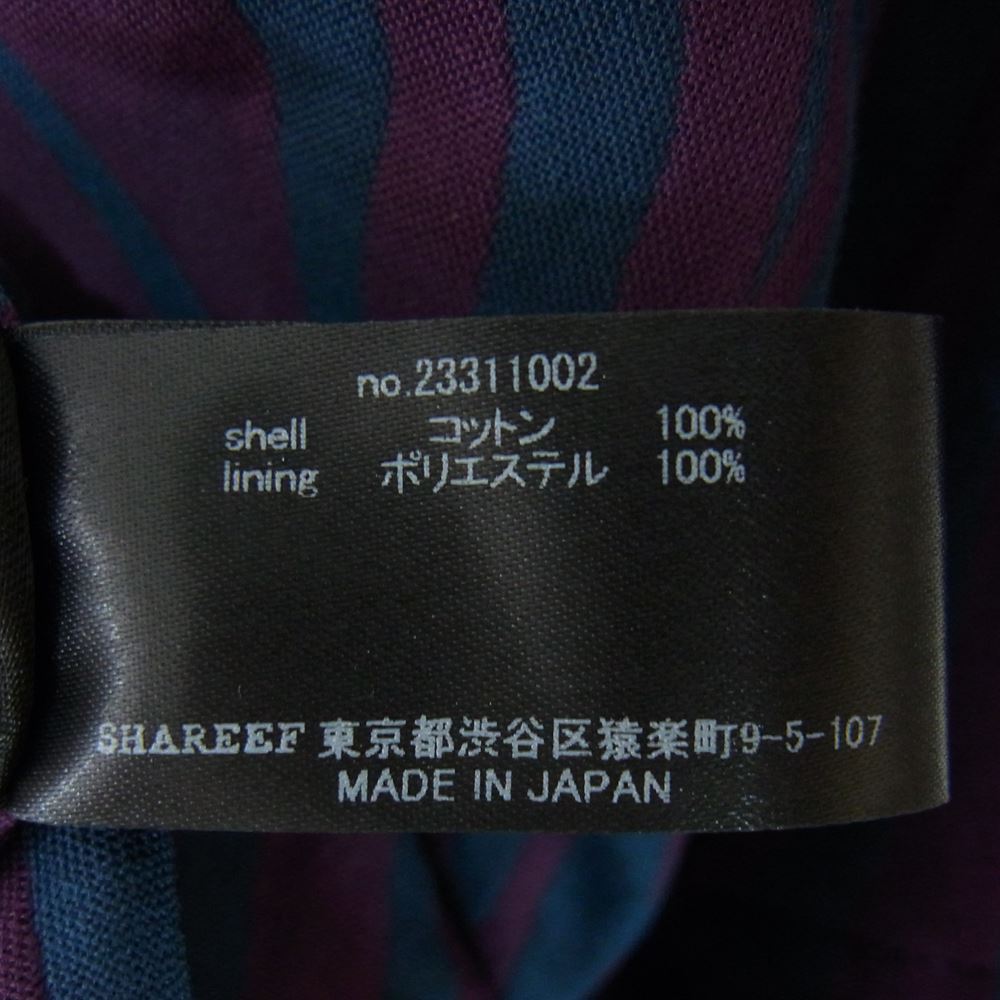 no.23311002
shell コットン 100%
lining ポリエステル 100%
SHAREEF 東京都渋谷区猿楽町9-5-107
MADE IN JAPAN